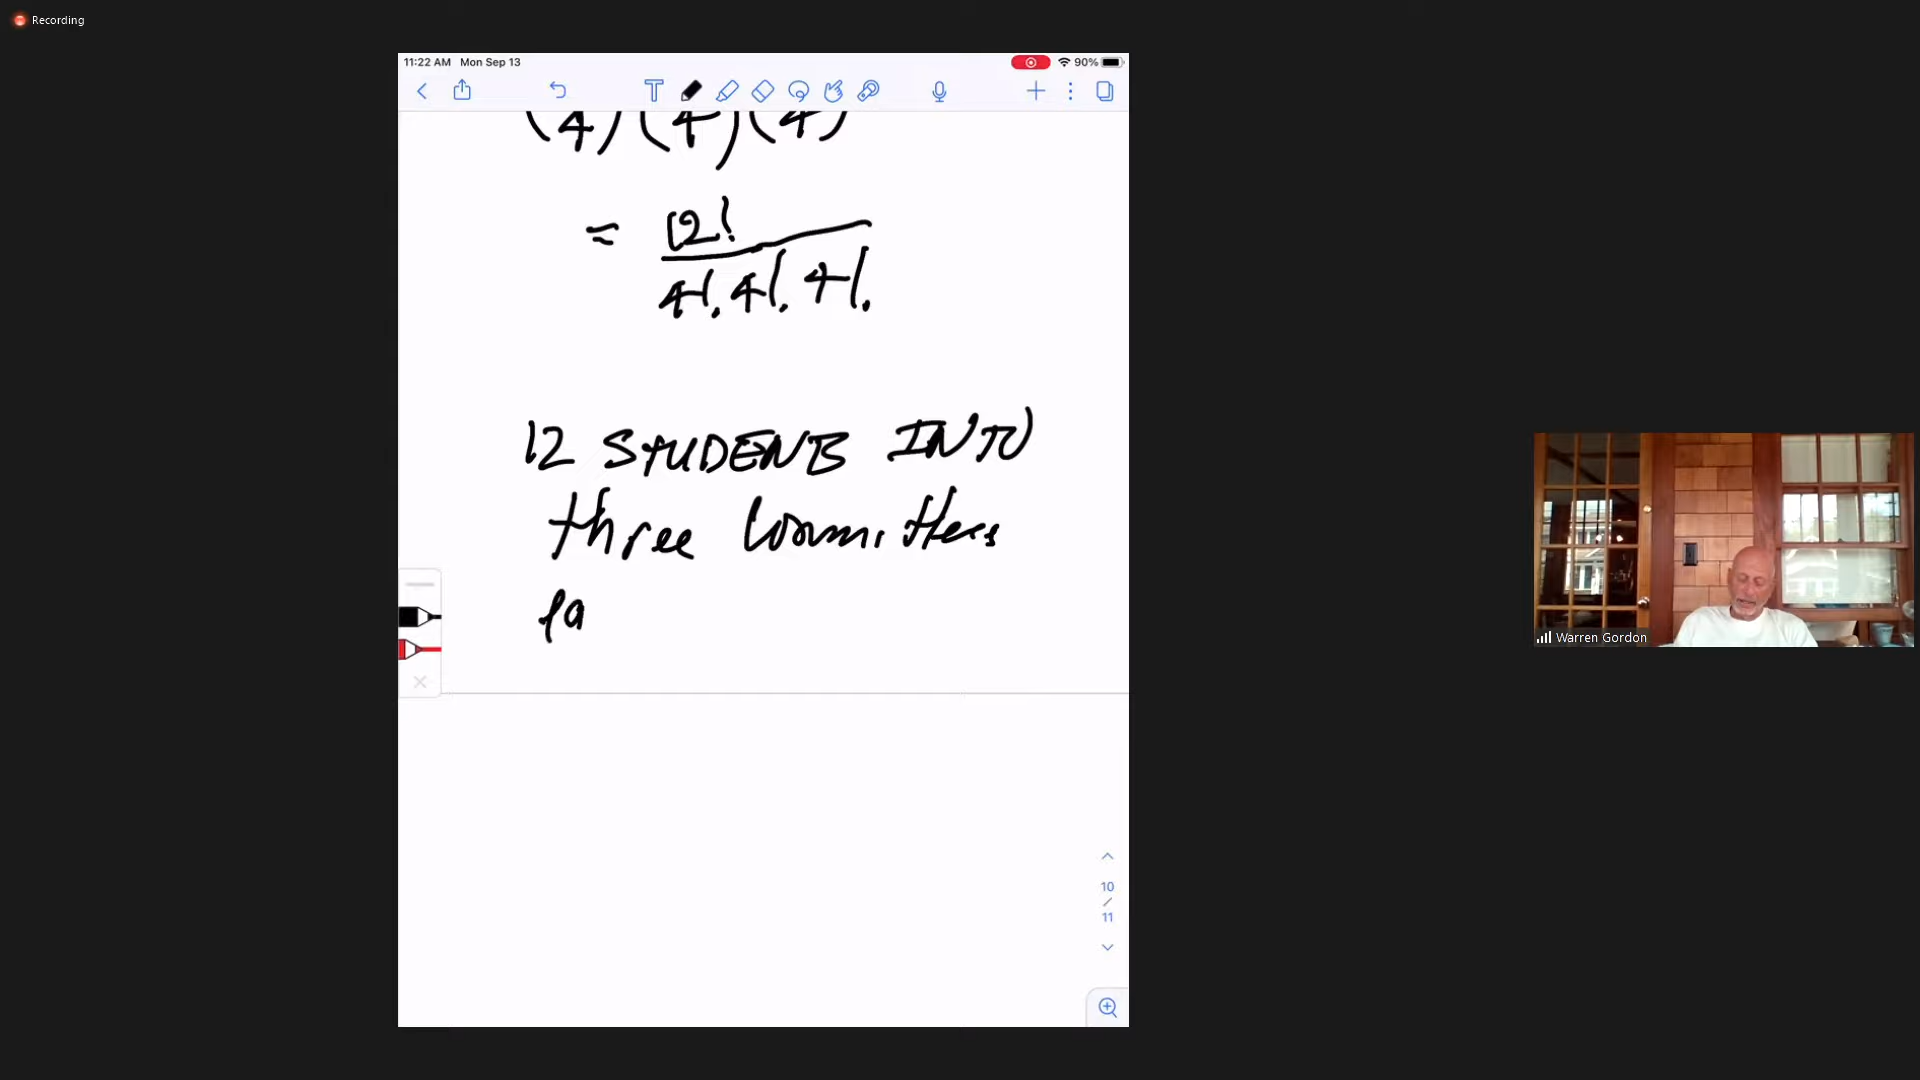 Recording
11:22 AM Mon Sep 13
90%
T
(4) (4) (4)
= 12!
4! 4! 4!
12 STUDENTS INTO
three Committees
Warren Gordon
10
/
11